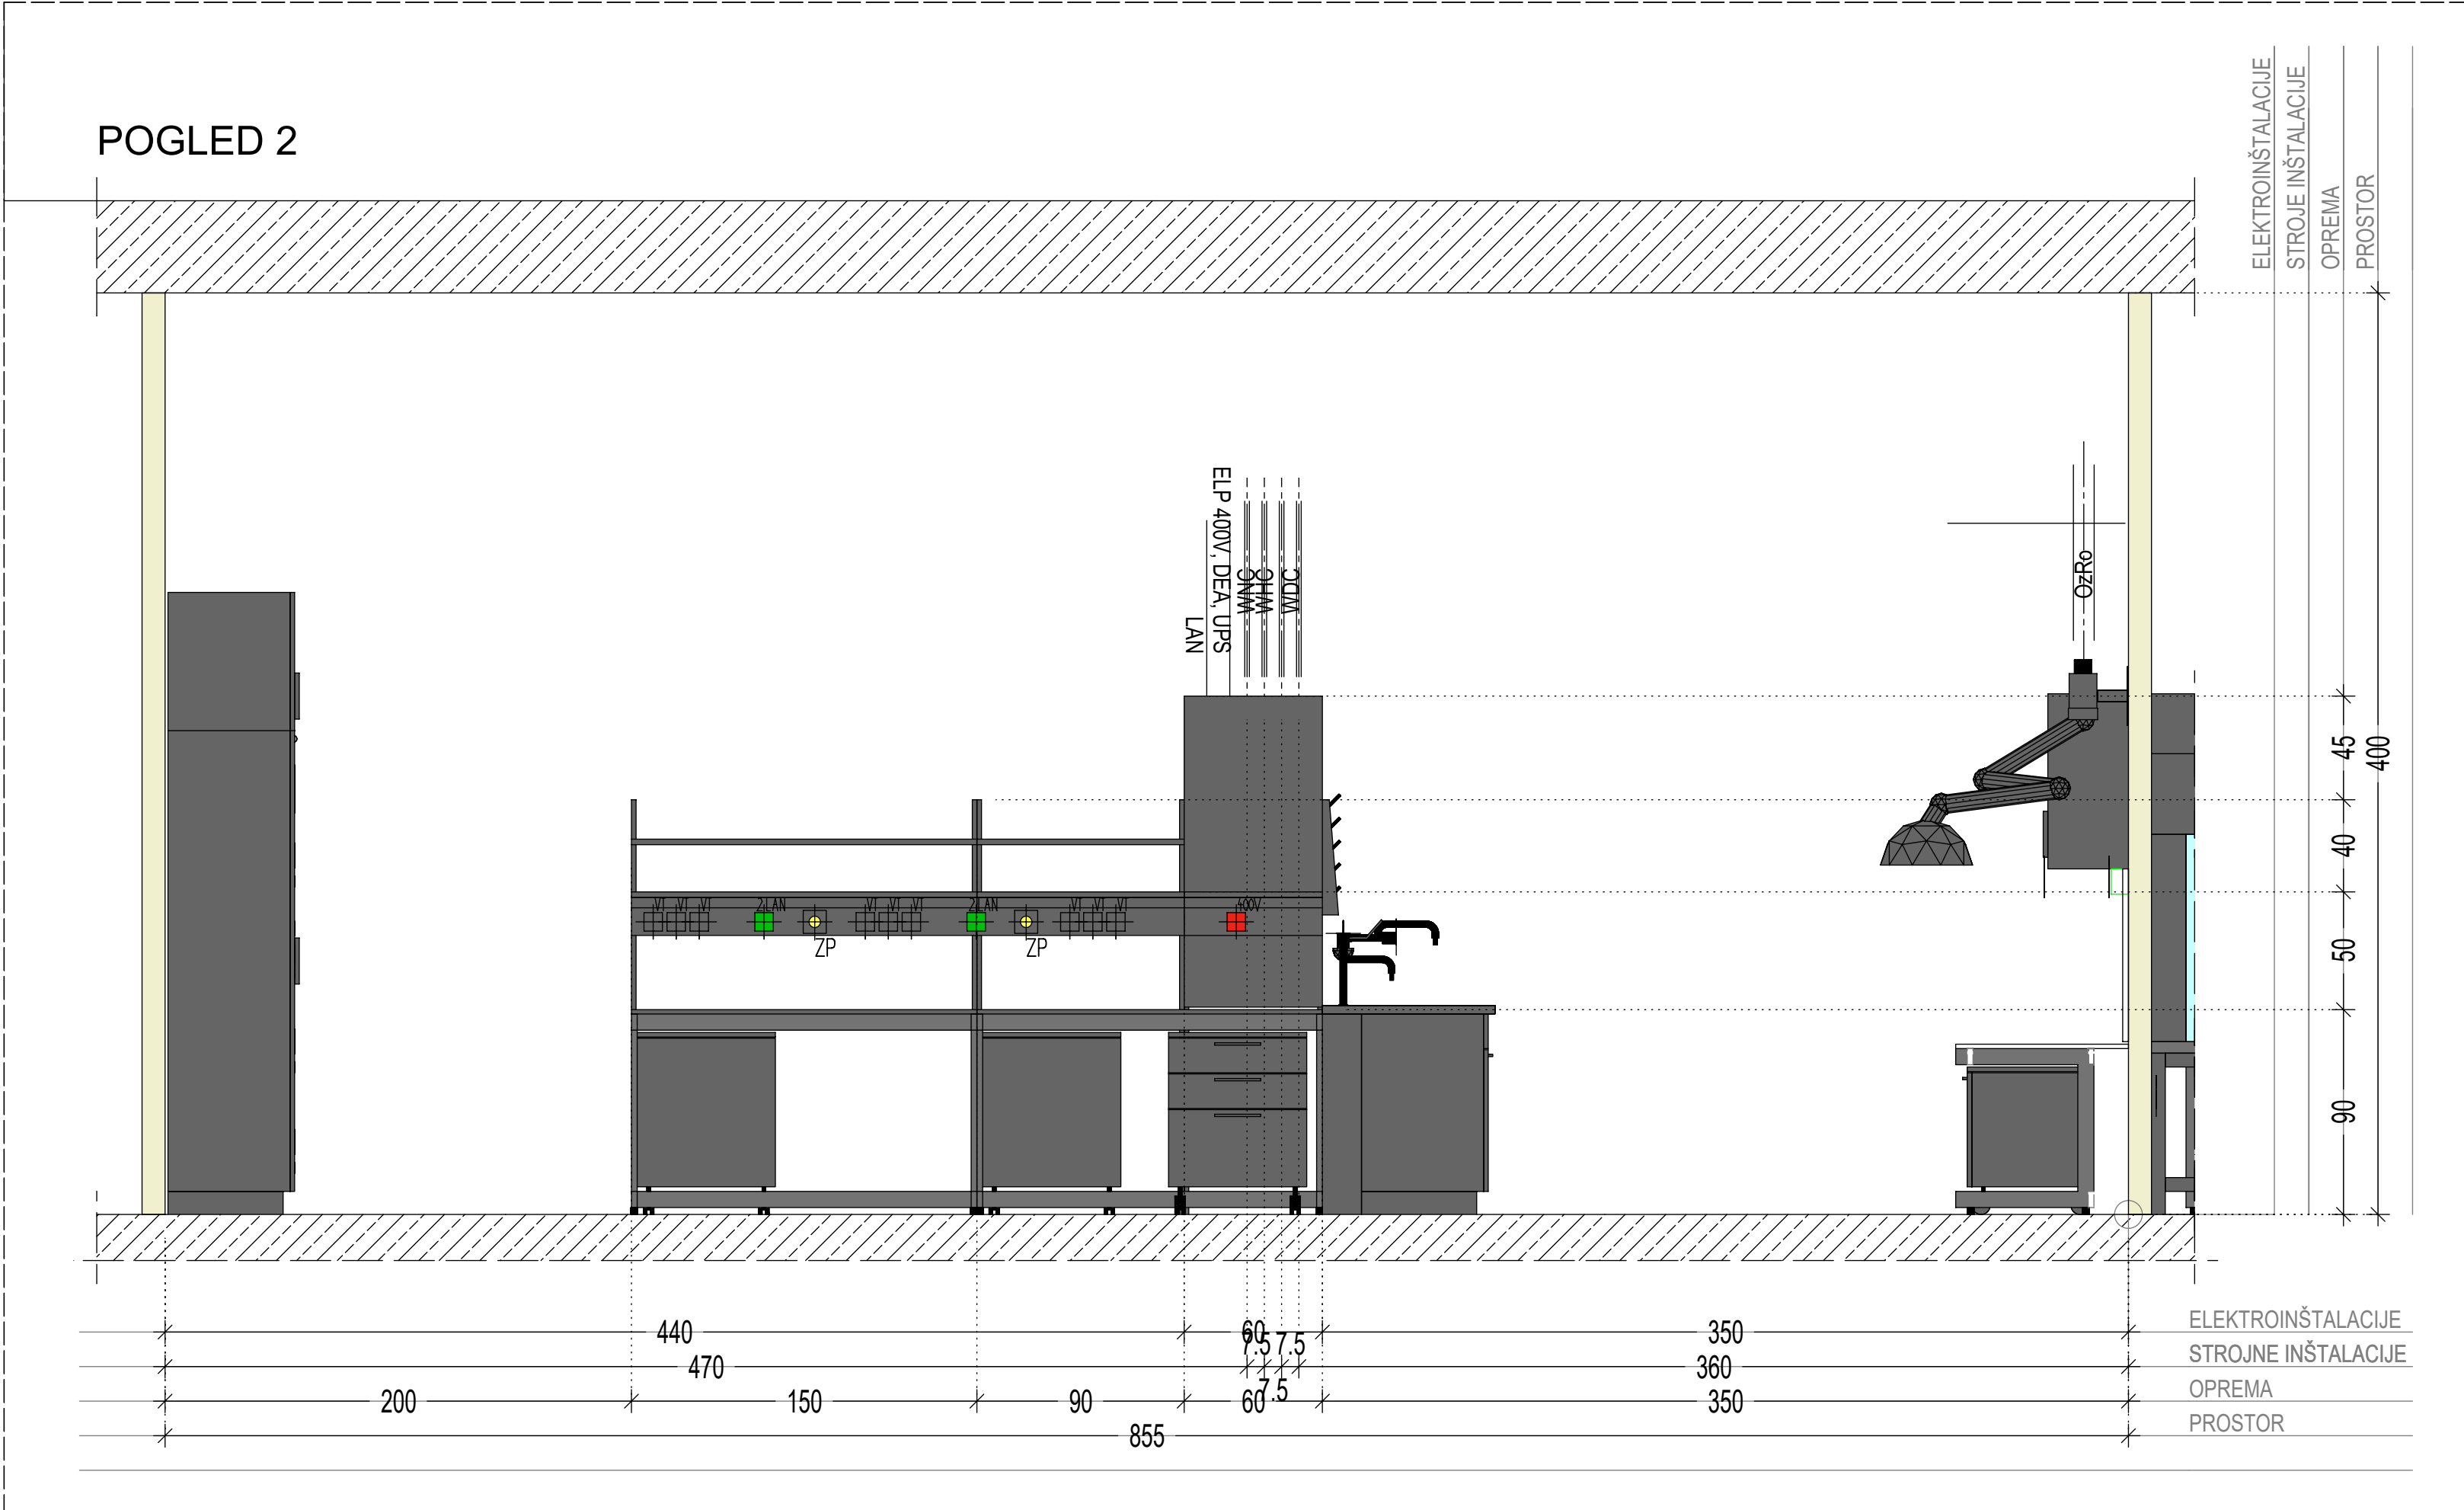 POGLED 2
ELEKTROINŠTALACIJE
STROJE INŠTALACIJE
OPREMA
PROSTOR
LAN
ELP 400V, DEA, UPS
WNC
WHC
WDC
OzRo
45
400
40
50
90
VT VT VT 2LAN VT VT VT 2LAN VT VT VT 400V
ZP ZP
440 60 350 ELEKTROINŠTALACIJE
7.5 7.5
470 360 STROJNE INŠTALACIJE
7.5
200 150 90 60 350 OPREMA
855 PROSTOR